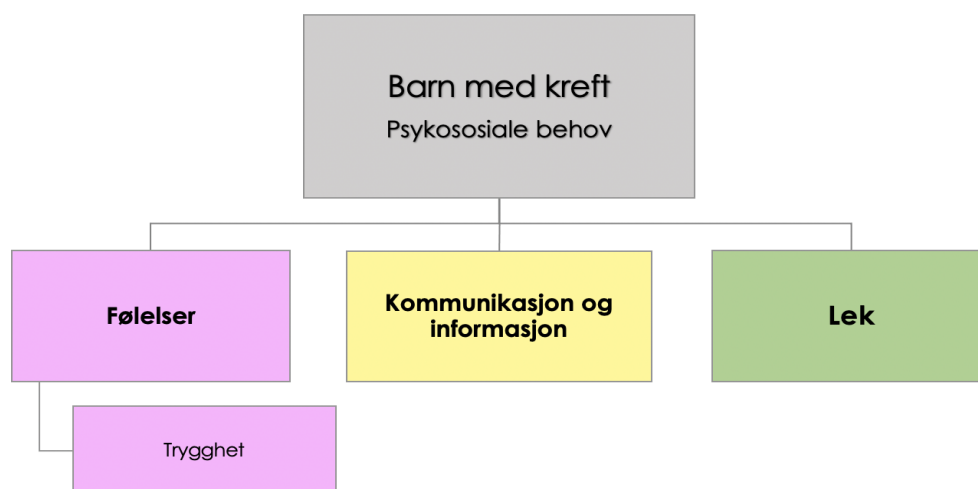 Barn med kreft
Psykososiale behov
Følelser
Kommunikasjon og
informasjon
Lek
Trygghet